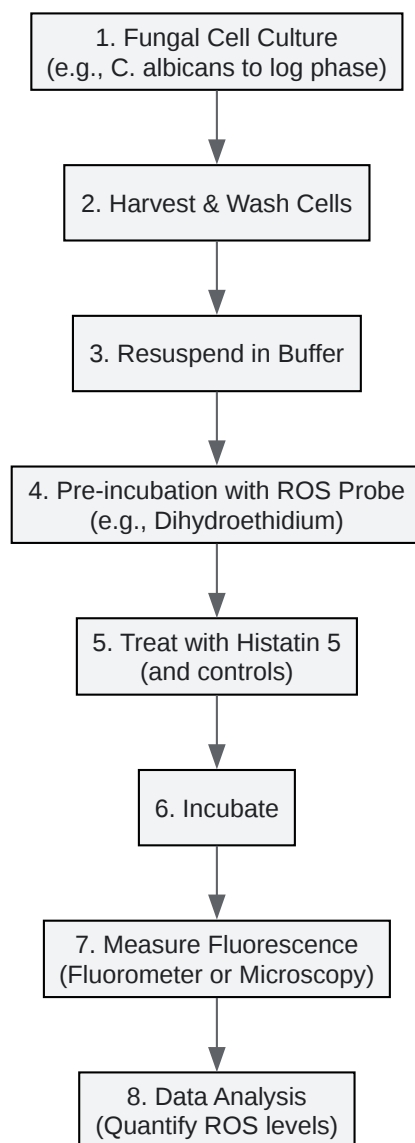 1. Fungal Cell Culture
(e.g., C. albicans to log phase)
2. Harvest & Wash Cells
3. Resuspend in Buffer
4. Pre-incubation with ROS Probe
(e.g., Dihydroethidium)
5. Treat with Histatin 5
(and controls)
6. Incubate
7. Measure Fluorescence
(Fluorometer or Microscopy)
8. Data Analysis
(Quantify ROS levels)